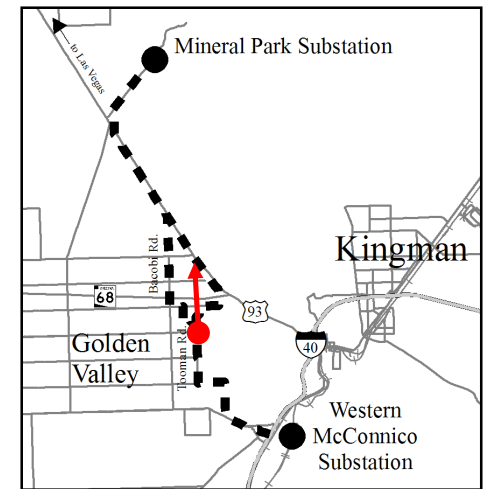 Mineral Park Substation
to Las Vegas
Bacobi Rd.
Kingman
ARIZONA
68
93
Golden
Valley
Tooman Rd.
40
Western
McConnico
Substation